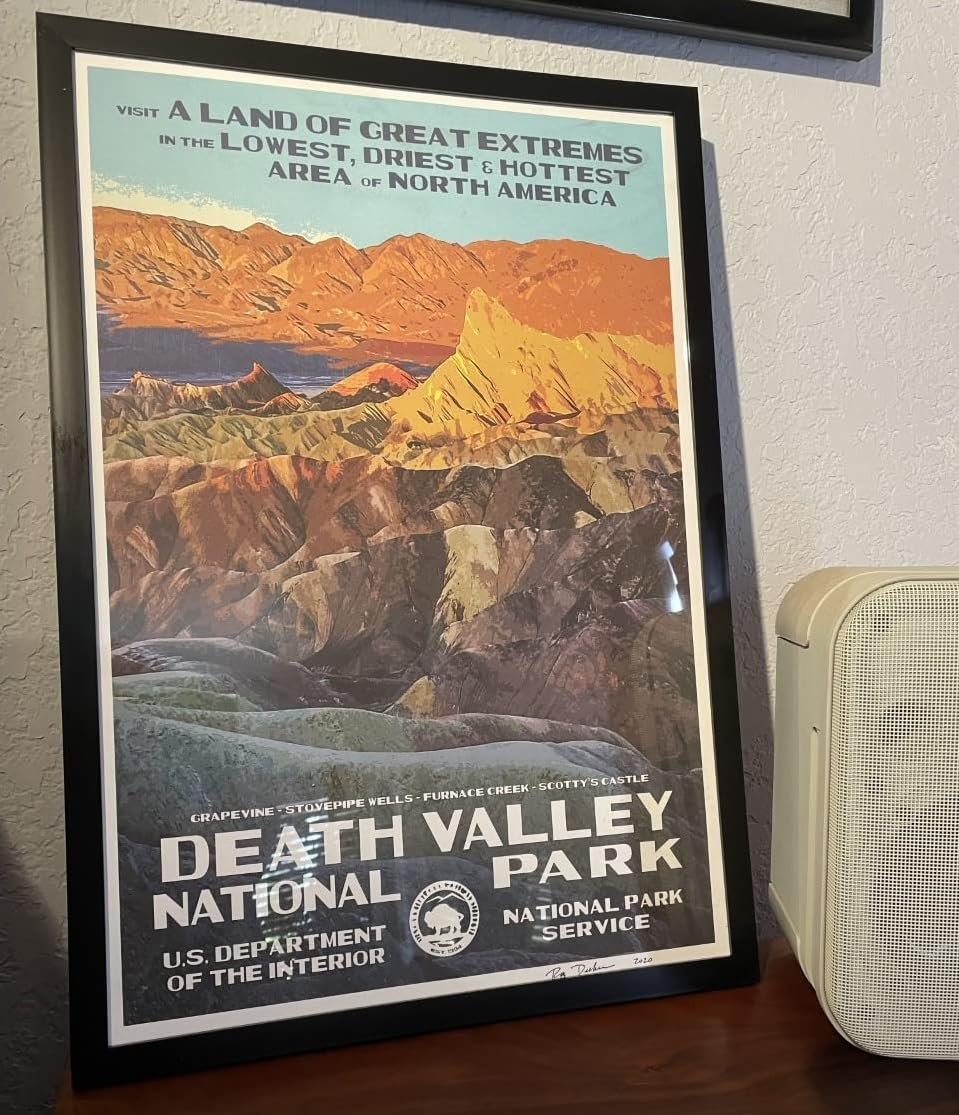 VISIT A LAND OF GREAT EXTREMES
IN THE LOWEST, DRIEST & HOTTEST
AREA OF NORTH AMERICA
GRAPEVINE - STOVEPIPE WELLS - FURNACE CREEK - SCOTTY'S CASTLE
DEATH VALLEY
NATIONAL PARK
U.S. DEPARTMENT
OF THE INTERIOR
NATIONAL PARK
SERVICE
2020